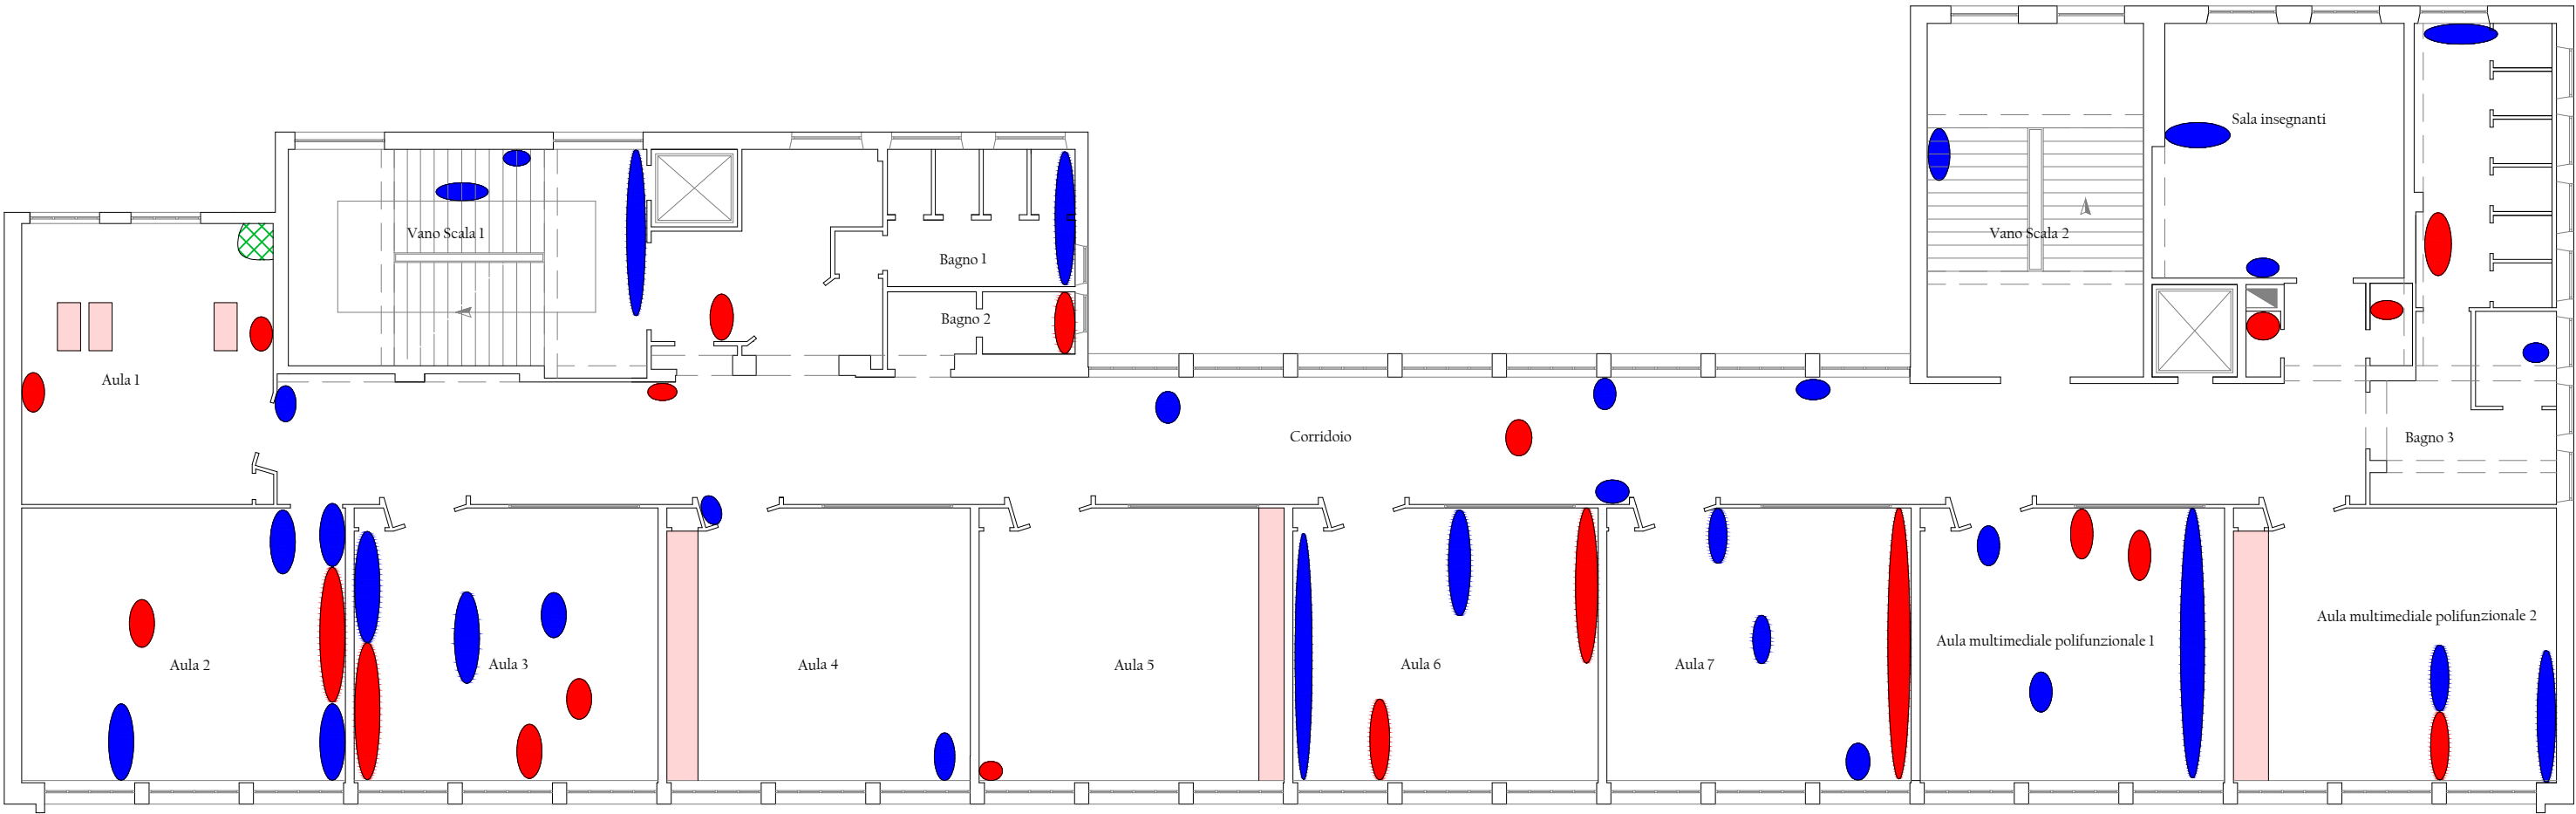 Sala insegnanti
Vano Scala 1
Vano Scala 2
Bagno 1
Bagno 2
Aula 1
Corridoio
Bagno 3
Aula 2
Aula 3
Aula 4
Aula 5
Aula 6
Aula 7
Aula multimediale polifunzionale 1
Aula multimediale polifunzionale 2